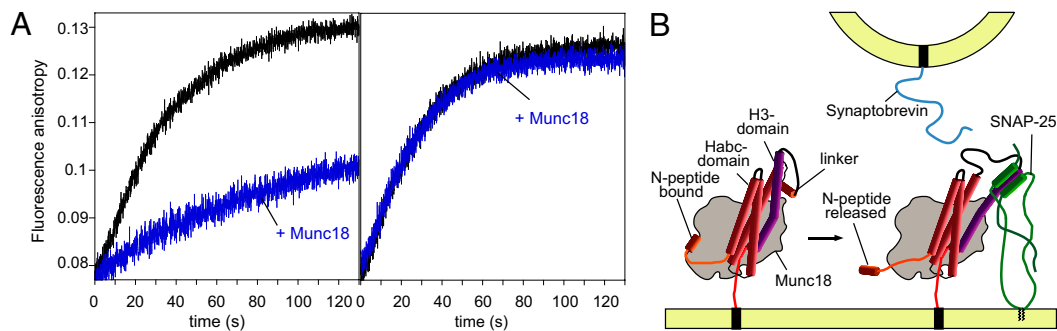 A
Fluorescence anisotropy
0.13
0.12
0.11
0.1
0.09
0.08
+ Munc18
0 20 40 60 80 100 120
time (s)
+ Munc18
20 40 60 80 100 120
time (s)
B
Synaptobrevin
SNAP-25
H3-
domain
Habc-
domain
linker
N-peptide
bound
N-peptide
released
Munc18